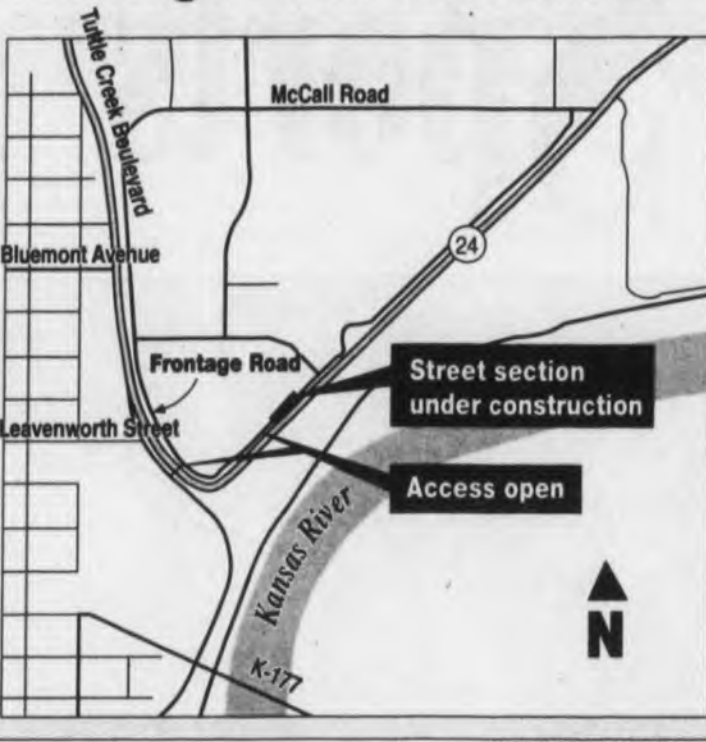 Tuttle Creek Boulevard
McCall Road
24
Bluemont Avenue
Frontage Road
Street section
under construction
Leavenworth Street
Access open
Kansas River
N
K-177